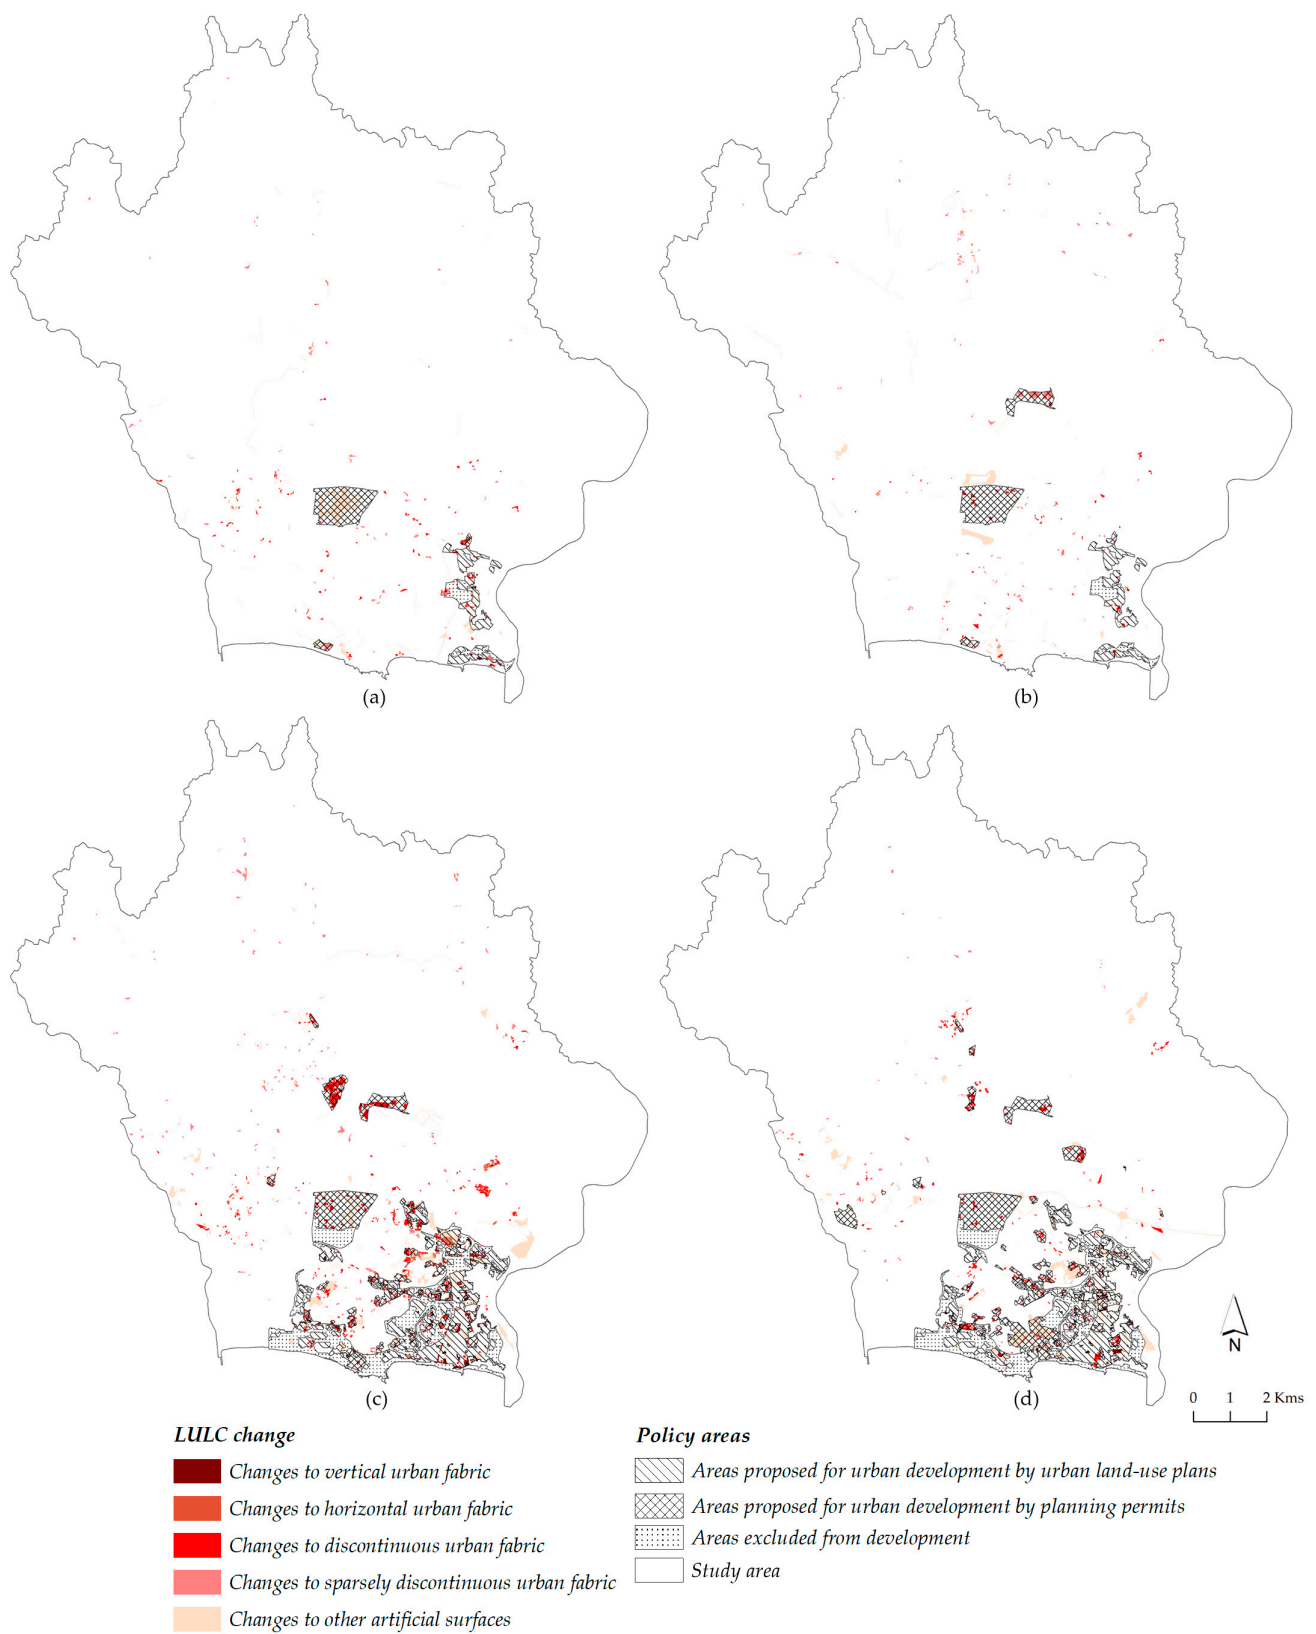 (a)
(b)
(c)
(d)
N
0 1 2 Kms
LULC change
Changes to vertical urban fabric
Changes to horizontal urban fabric
Changes to discontinuous urban fabric
Changes to sparsely discontinuous urban fabric
Changes to other artificial surfaces
Policy areas
Areas proposed for urban development by urban land-use plans
Areas proposed for urban development by planning permits
Areas excluded from development
Study area